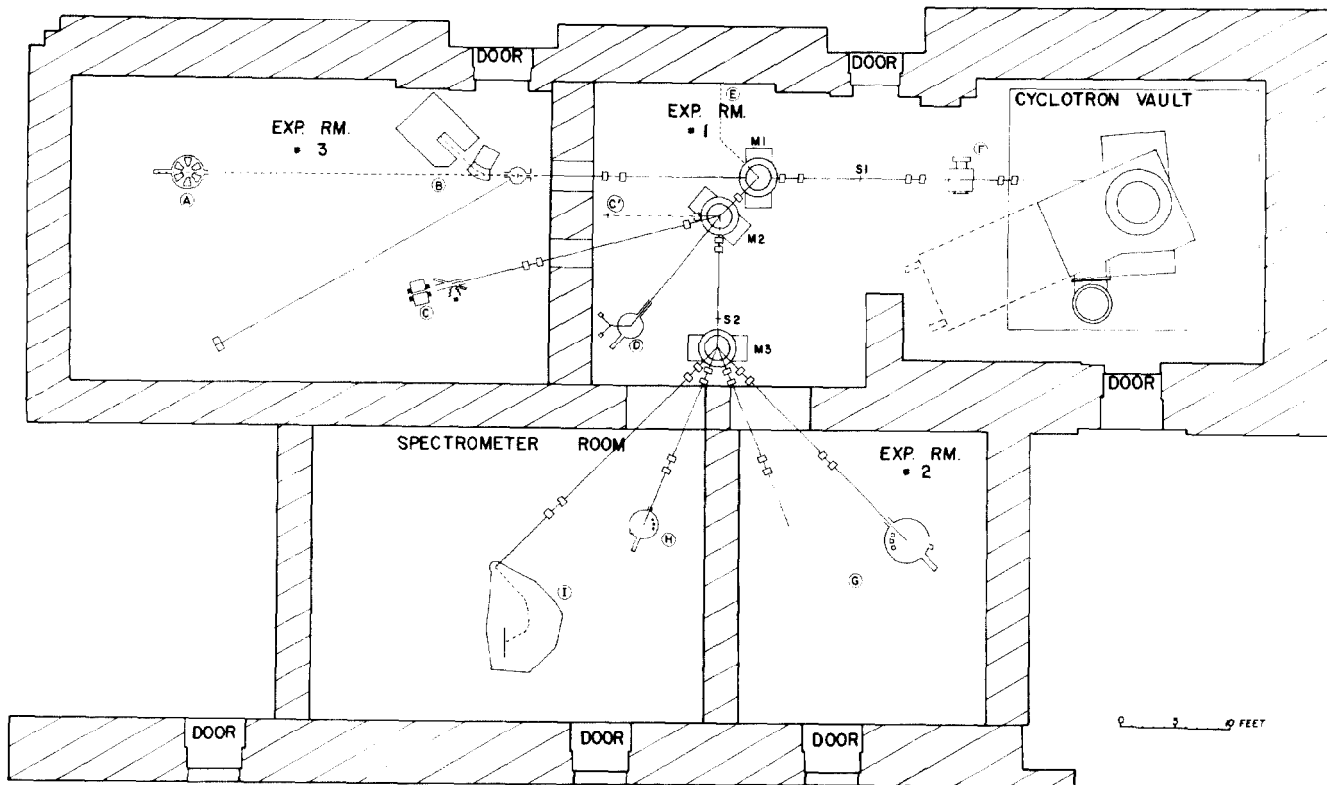 DOOR
DOOR
CYCLOTRON VAULT
E
EXP. RM.
# 1
EXP. RM.
# 3
M1
F
S1
B
A
C'
M2
C
S2
D
M3
DOOR
SPECTROMETER ROOM
EXP. RM.
# 2
H
G
I
DOOR
DOOR
DOOR
0 5 10 FEET